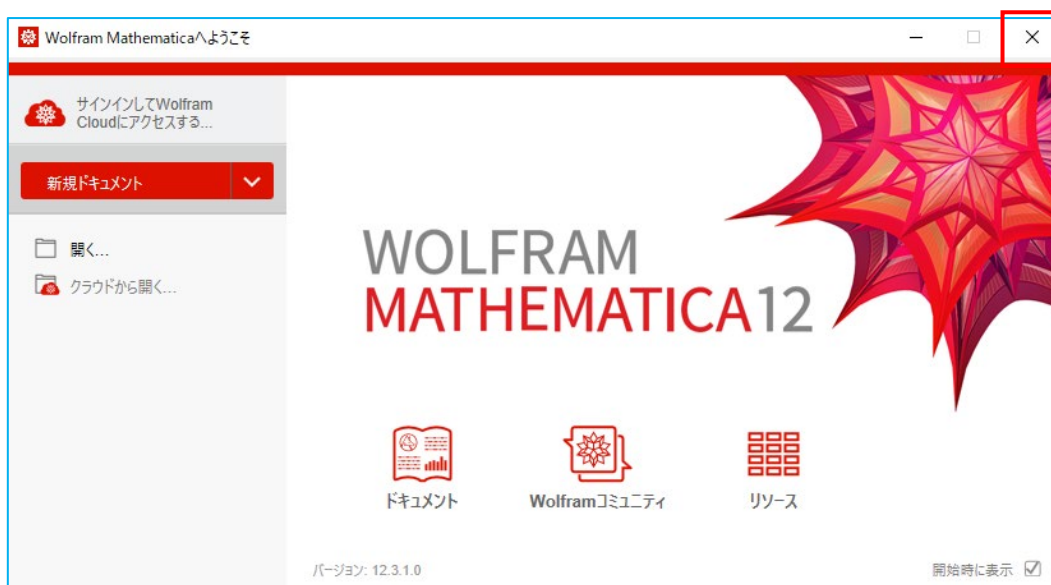 Wolfram Mathematicaへようこそ
サインインしてWolfram
Cloudにアクセスする...
新規ドキュメント
開く...
クラウドから開く...
WOLFRAM
MATHEMATICA12
ドキュメント
Wolframコミュニティ
リソース
バージョン: 12.3.1.0
開始時に表示